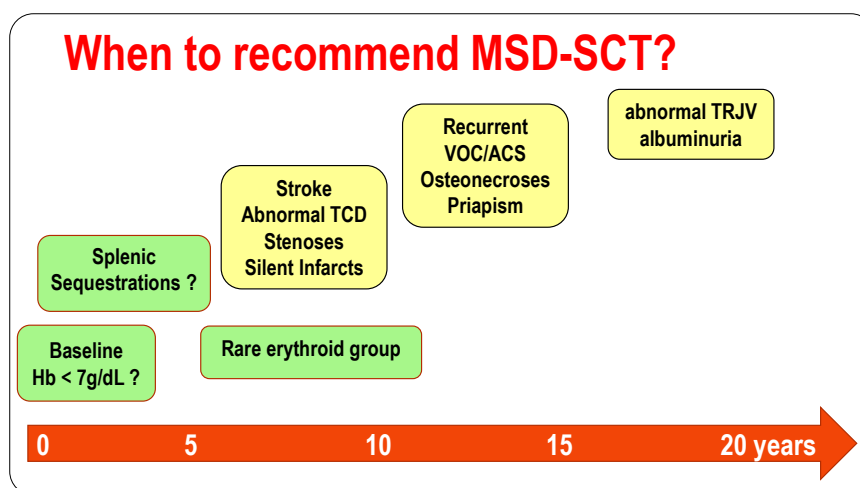 When to recommend MSD-SCT?
abnormal TRJV
albuminuria
Recurrent
VOC/ACS
Osteonecroses
Priapism
Stroke
Abnormal TCD
Stenoses
Silent Infarcts
Splenic
Sequestrations ?
Baseline
Hb < 7g/dL ?
Rare erythroid group
0 5 10 15 20 years